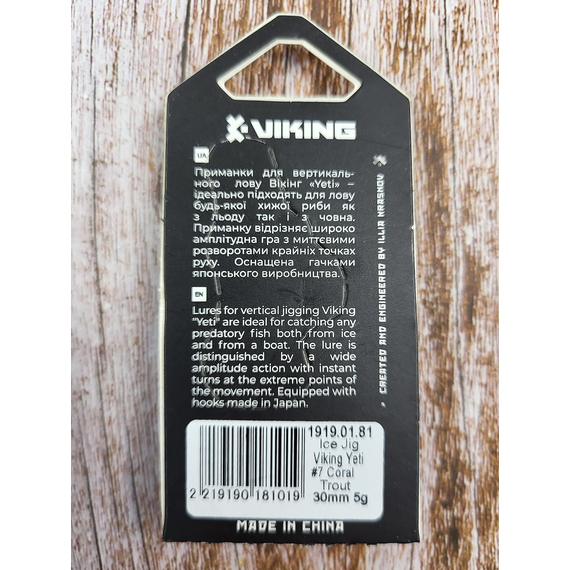 VIKING
UA
Приманки для вертикаль-
ного лову Вікінг «Yeti» –
ідеально підходять для лову
будь-якої хижої риби як
з льоду так і з човна.
Приманку відрізняє широко
амплітудна гра з миттєвими
розворотами крайніх точках
руху. Оснащена гачками
японського виробництва.
EN
Lures for vertical jigging Viking
"Yeti" are ideal for catching any
predatory fish both from ice
and from a boat. The lure is
distinguished by a wide
amplitude action with instant
turns at the extreme points of
the movement. Equipped with
hooks made in Japan.
CREATED AND ENGINEERED BY ILLIA KRASNOV
1919.01.81
Ice Jig
Viking Yeti
#7 Coral
Trout
30mm 5g
2 219190 181019
MADE IN CHINA